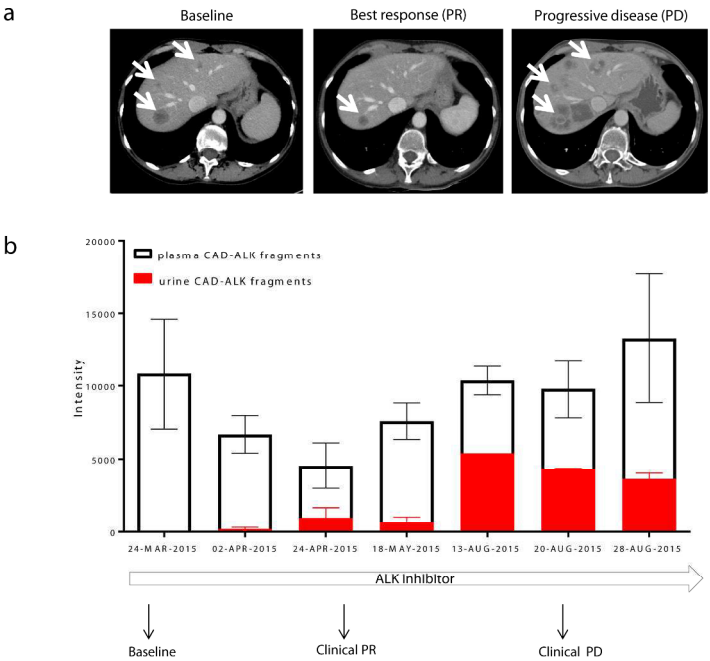 a
Baseline Best response (PR) Progressive disease (PD)
b
20000
15000
10000
5000
0
Intensity
plasma CAD-ALK fragments
urine CAD-ALK fragments
24-MAR-2015 02-APR-2015 24-APR-2015 18-MAY-2015 13-AUG-2015 20-AUG-2015 28-AUG-2015
ALK inhibitor
Baseline Clinical PR Clinical PD